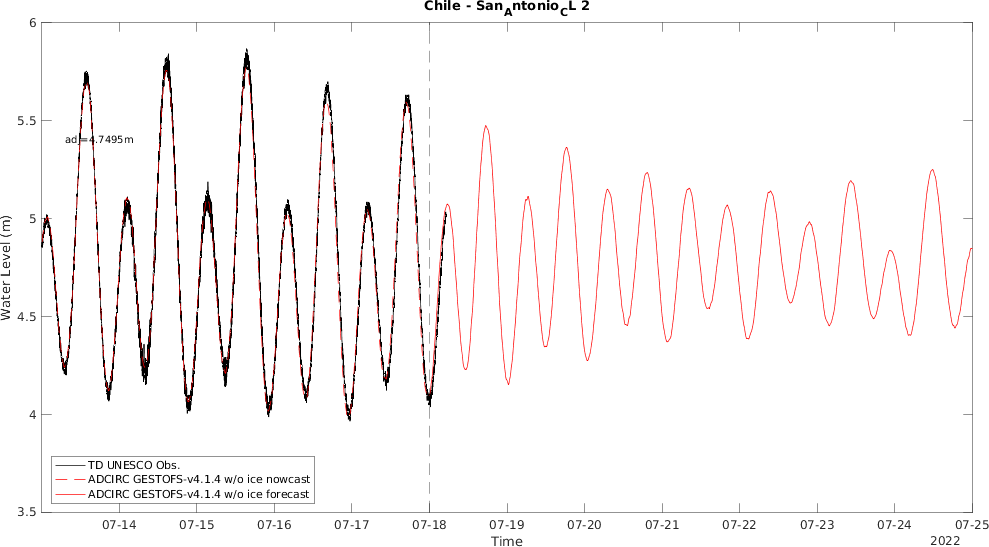 Chile - San_Antonio_CL 2
6
5.5
5
4.5
4
3.5
Water Level (m)
adj=4.7495m
TD UNESCO Obs.
ADCIRC GESTOFS-v4.1.4 w/o ice nowcast
ADCIRC GESTOFS-v4.1.4 w/o ice forecast
07-14 07-15 07-16 07-17 07-18 07-19 07-20 07-21 07-22 07-23 07-24 07-25
Time
2022